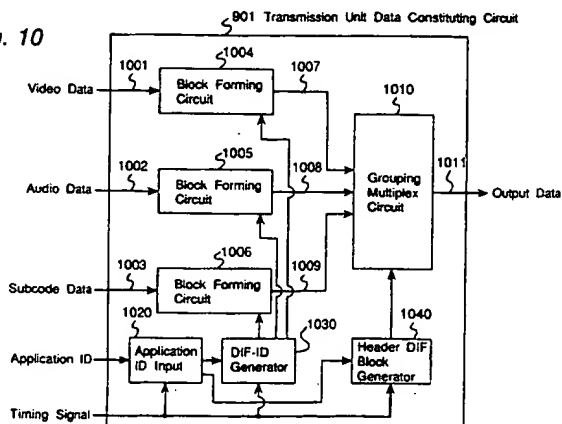 . 10
901 Transmission Unit Data Constituting Circuit
1004
Video Data
1001
Block Forming
Circuit
1007
1010
1005
Audio Data
1002
Block Forming
Circuit
1008
Grouping
Multiplex
Circuit
1011
Output Data
1006
Subcode Data
1003
Block Forming
Circuit
1009
1020
1030
1040
Application ID
Application
ID Input
DIF-ID
Generator
Header DIF
Block
Generator
Timing Signal